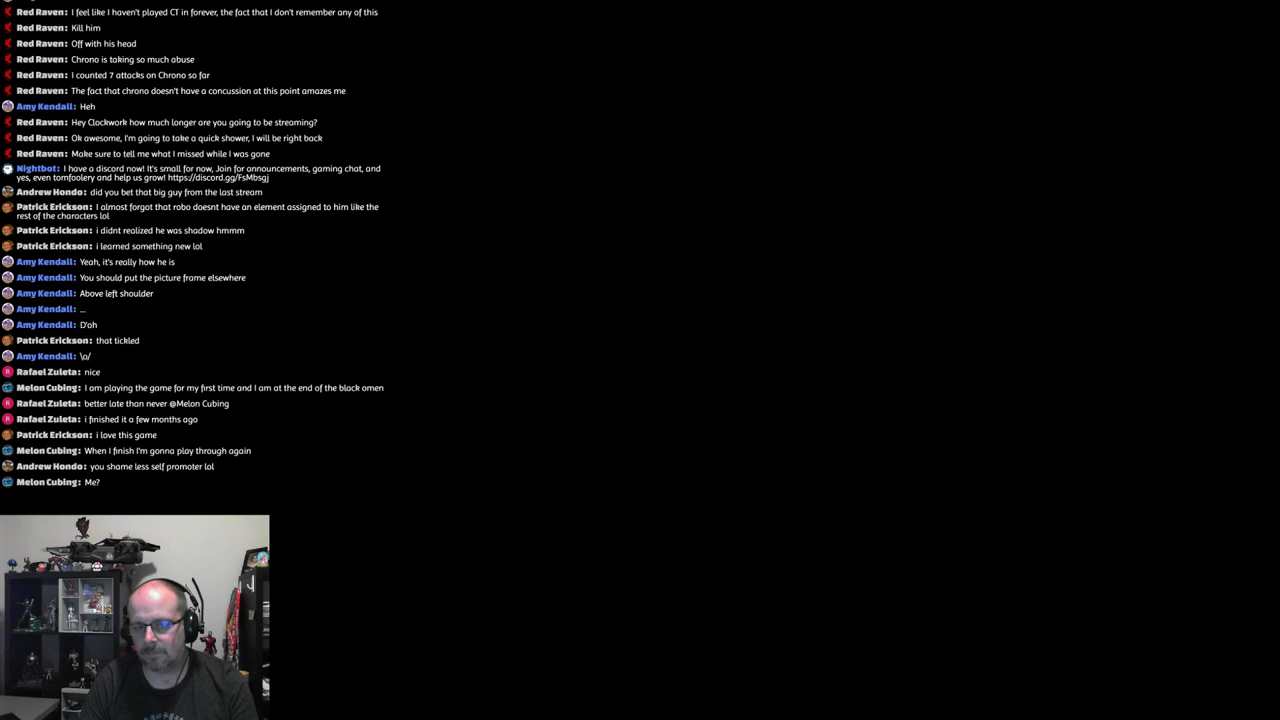 Red Raven: I feel like I haven't played CT in forever, the fact that I don't remember any of this
Red Raven: Kill him
Red Raven: Off with his head
Red Raven: Chrono is taking so much abuse
Red Raven: I counted 7 attacks on Chrono so far
Red Raven: The fact that chrono doesn't have a concussion at this point amazes me
Amy Kendall: Heh
Red Raven: Hey Clockwork how much longer are you going to be streaming?
Red Raven: Ok awesome, I'm going to take a quick shower, I will be right back
Red Raven: Make sure to tell me what I missed while I was gone
Nightbot: I have a discord now! It's small for now, Join for announcements, gaming chat, and
yes, even tomfoolery and help us grow! https://discord.gg/FsMbsgj
Andrew Hondo: did you bet that big guy from the last stream
Patrick Erickson: I almost forgot that robo doesnt have an element assigned to him like the
rest of the characters lol
Patrick Erickson: i didnt realized he was shadow hmmm
Patrick Erickson: i learned something new lol
Amy Kendall: Yeah, it's really how he is
Amy Kendall: You should put the picture frame elsewhere
Amy Kendall: Above left shoulder
Amy Kendall: ...
Amy Kendall: D'oh
Patrick Erickson: that tickled
Amy Kendall: \o/
R Rafael Zuleta: nice
Melon Cubing: I am playing the game for my first time and I am at the end of the black omen
R Rafael Zuleta: better late than never @Melon Cubing
R Rafael Zuleta: i finished it a few months ago
Patrick Erickson: i love this game
Melon Cubing: When I finish I'm gonna play through again
Andrew Hondo: you shame less self promoter lol
Melon Cubing: Me?